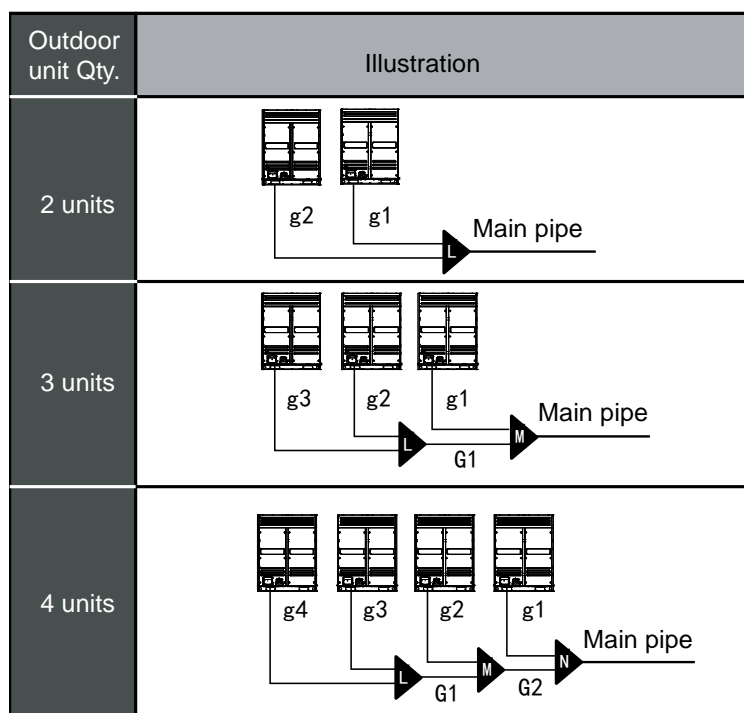 Outdoor
unit Qty.
Illustration
2 units
g2 g1
Main pipe
L
3 units
g3 g2 g1
Main pipe
L M
G1
4 units
g4 g3 g2 g1
Main pipe
L M N
G1 G2